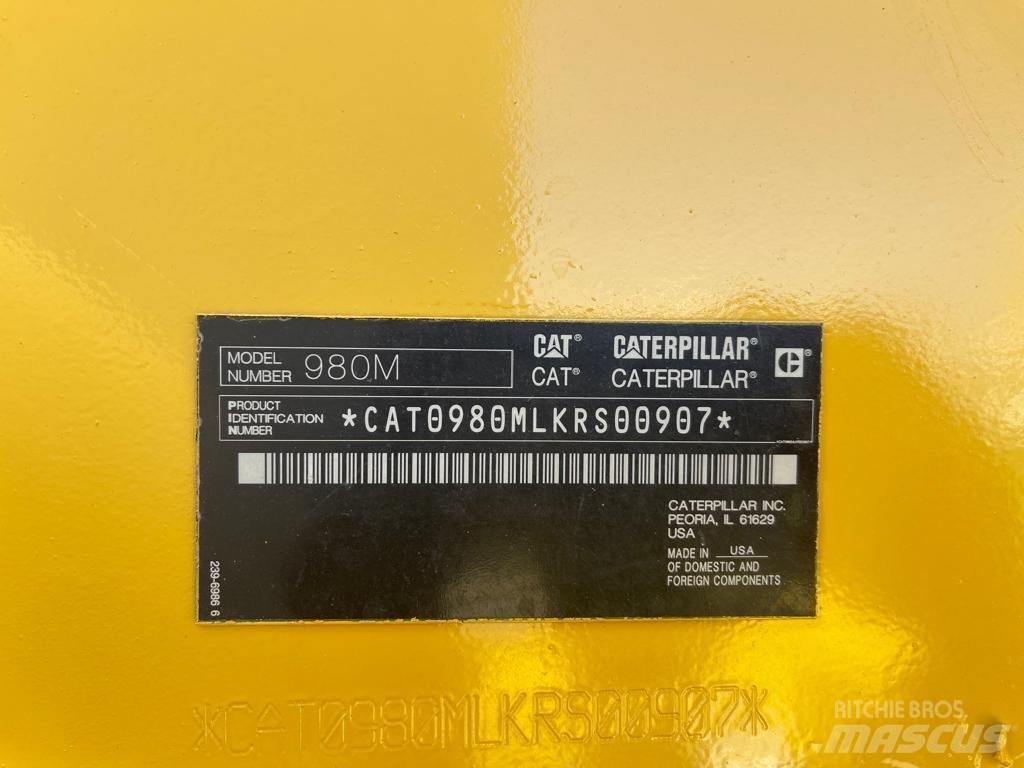 MODEL NUMBER 980M
CAT® CATERPILLAR®
CAT® CATERPILLAR®
PRODUCT IDENTIFICATION NUMBER *CAT0980MLKRS00907*
*CAT0980MLKRS00907*
CATERPILLAR INC.
PEORIA, IL 61629
USA
MADE IN USA
OF DOMESTIC AND
FOREIGN COMPONENTS
239-6986 6
*CAT0980MLKRS00907*
RITCHIE BROS.
MASCUS